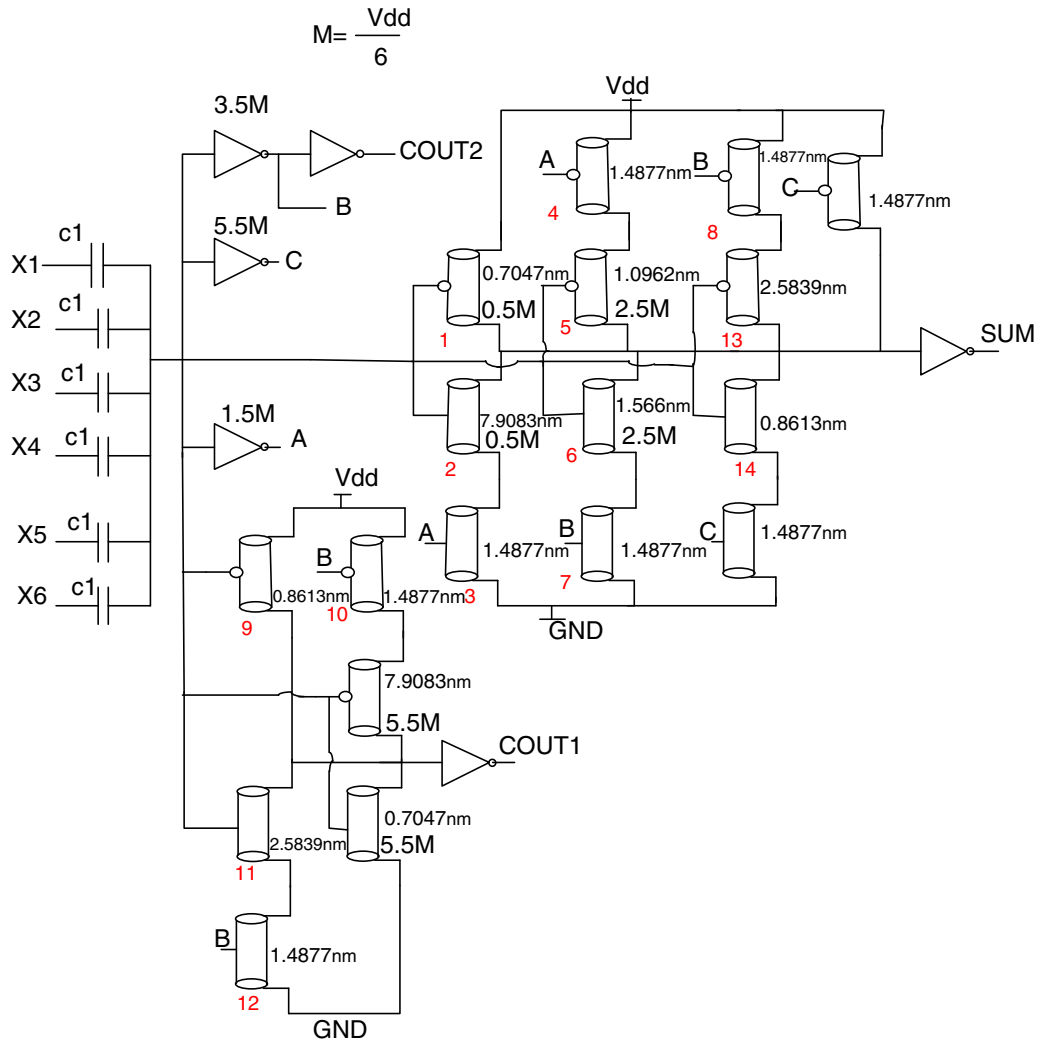 M= Vdd
6
3.5M
COUT2
B
5.5M
C
c1
X1
c1
X2
c1
X3
c1
X4
c1
X5
c1
X6
1.5M
A
Vdd
A
1.4877nm
4
B
1.4877nm
8
C
1.4877nm
0.7047nm
0.5M
1
1.0962nm
2.5M
5
2.5839nm
13
SUM
7.9083nm
0.5M
2
1.566nm
2.5M
6
0.8613nm
14
A
1.4877nm
3
B
1.4877nm
7
C
1.4877nm
GND
Vdd
0.8613nm
9
B
1.4877nm
10
7.9083nm
5.5M
COUT1
2.5839nm
11
0.7047nm
5.5M
B
1.4877nm
12
GND